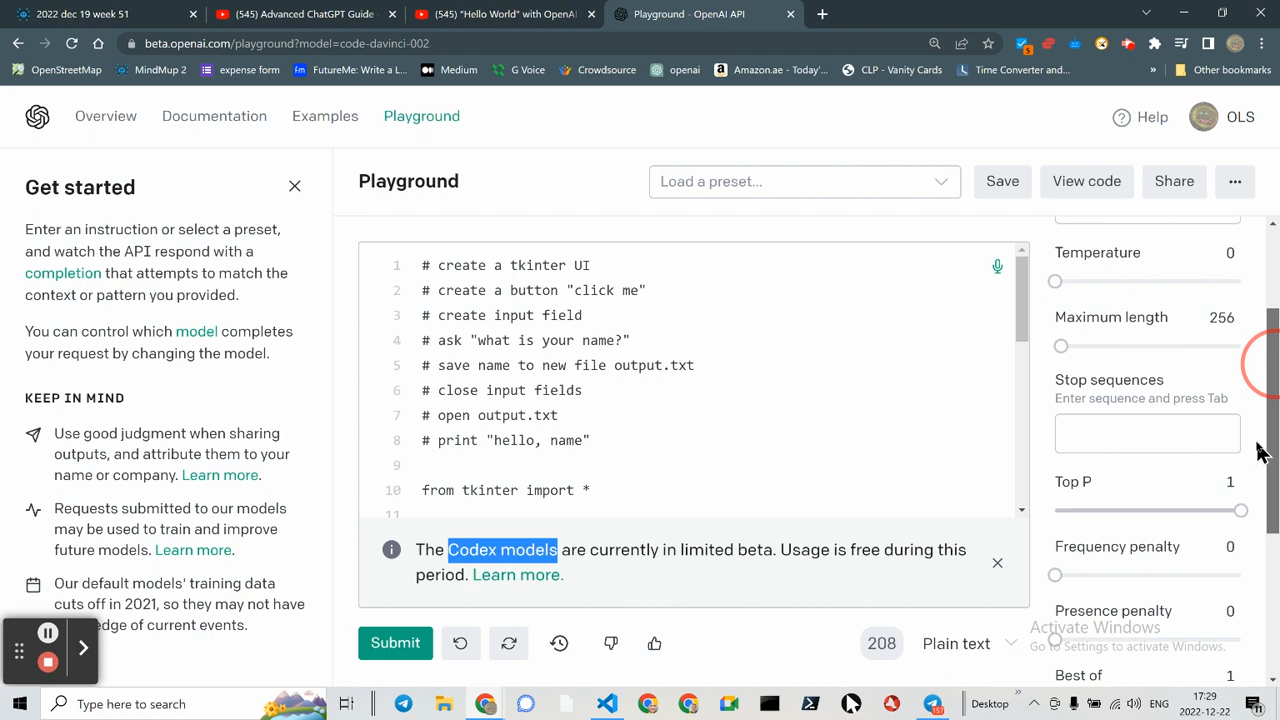 2022 dec 19 week 51
(545) Advanced ChatGPT Guide -
(545) "Hello World" with OpenAI
Playground - OpenAI API
beta.openai.com/playground?model=code-davinci-002
5
OpenStreetMap
MindMup 2
expense form
FutureMe: Write a L...
Medium
G Voice
Crowdsource
openai
Amazon.ae - Today'...
CLP - Vanity Cards
Time Converter and...
»
Other bookmarks
Overview
Documentation
Examples
Playground
Help
OLS
Get started
Enter an instruction or select a preset,
and watch the API respond with a
completion that attempts to match the
context or pattern you provided.
You can control which model completes
your request by changing the model.
KEEP IN MIND
Use good judgment when sharing
outputs, and attribute them to your
name or company. Learn more.
Requests submitted to our models
may be used to train and improve
future models. Learn more.
Our default models' training data
cuts off in 2021, so they may not have
edge of current events.
Playground
Load a preset...
Save
View code
Share
...
1 # create a tkinter UI
2 # create a button "click me"
3 # create input field
4 # ask "what is your name?"
5 # save name to new file output.txt
6 # close input fields
7 # open output.txt
8 # print "hello, name"
9
10 from tkinter import *
11
The Codex models are currently in limited beta. Usage is free during this
period. Learn more.
Submit
208
Plain text
Temperature 0
Maximum length 256
Stop sequences
Enter sequence and press Tab
Top P 1
Frequency penalty 0
Presence penalty 0
Best of 1
Activate Windows
Go to Settings to activate Windows.
Type here to search
157
Desktop
»
ENG
17:29
2022-12-22